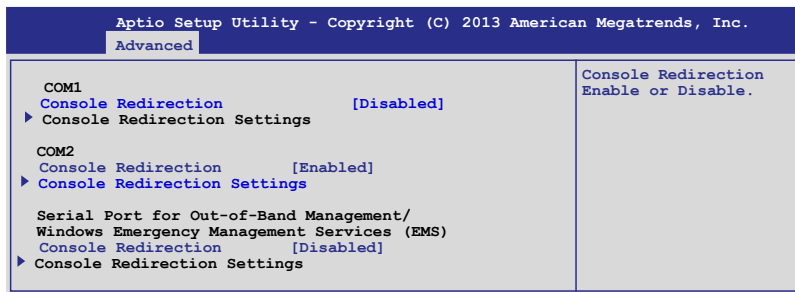 Aptio Setup Utility - Copyright (C) 2013 American Megatrends, Inc.
Advanced
COM1
Console Redirection [Disabled]
Console Redirection Settings
COM2
Console Redirection [Enabled]
Console Redirection Settings
Serial Port for Out-of-Band Management/
Windows Emergency Management Services (EMS)
Console Redirection [Disabled]
Console Redirection Settings
Console Redirection
Enable or Disable.